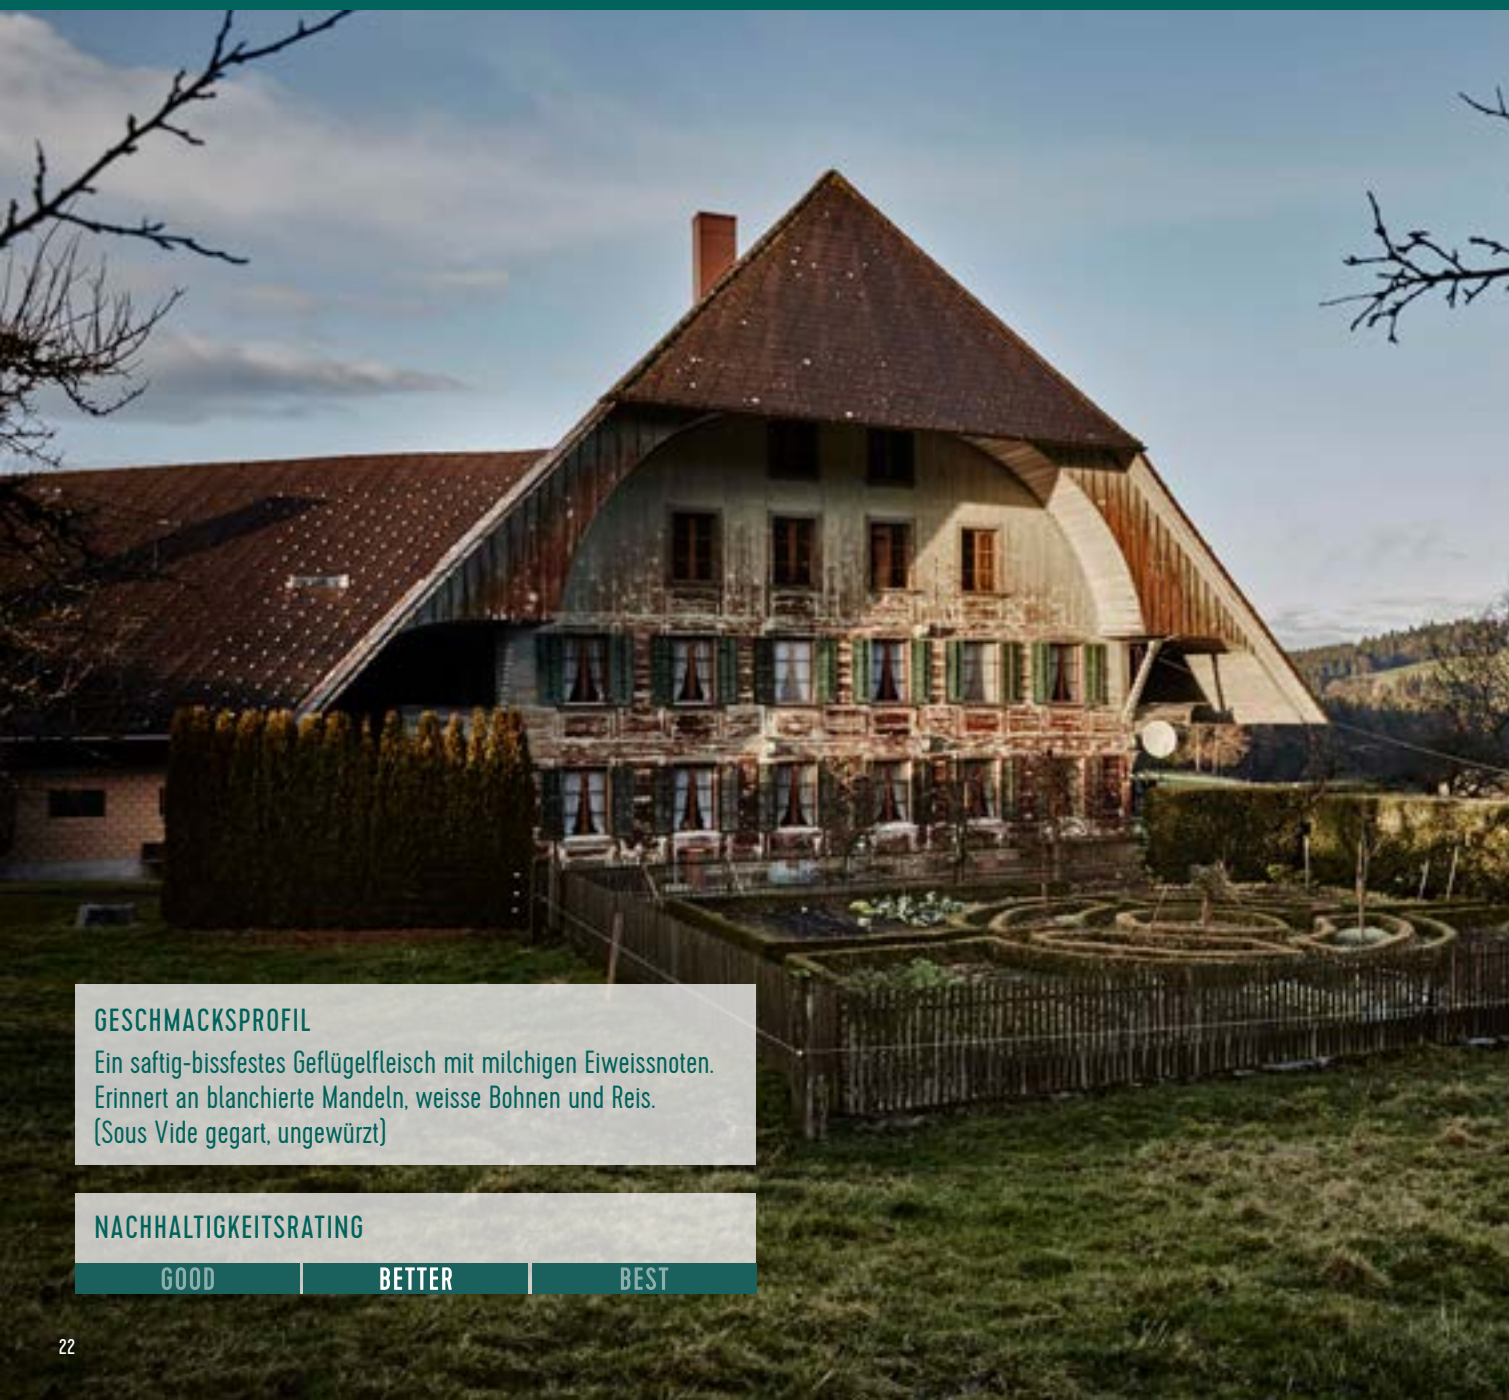 GESCHMACKSPROFIL
Ein saftig-bissfestes Geflügelfleisch mit milchigen Eiweissnoten.
Erinnert an blanchierte Mandeln, weisse Bohnen und Reis.
(Sous Vide gegart, ungewürzt)
NACHHALTIGKEITSRATING
GOOD BETTER BEST
22